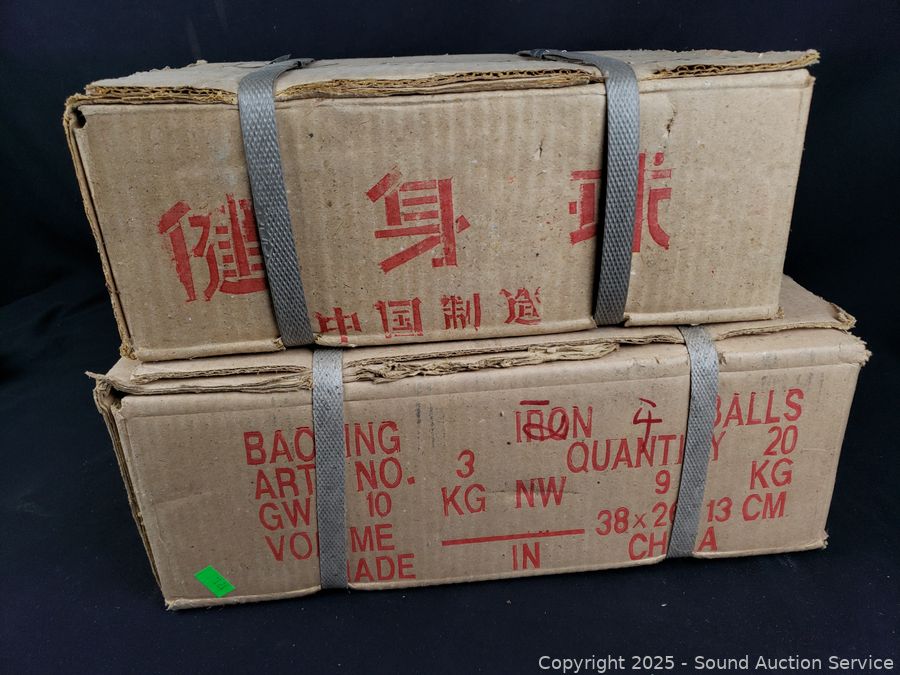 健身球
中国制造
BAODING IRON BALLS
ART NO. 3 QUANTITY 20
GW 10 KG NW 9 KG
VOLUME 38×26×13 CM
MADE IN CHINA
Copyright © 2025 - Sound Auction Service